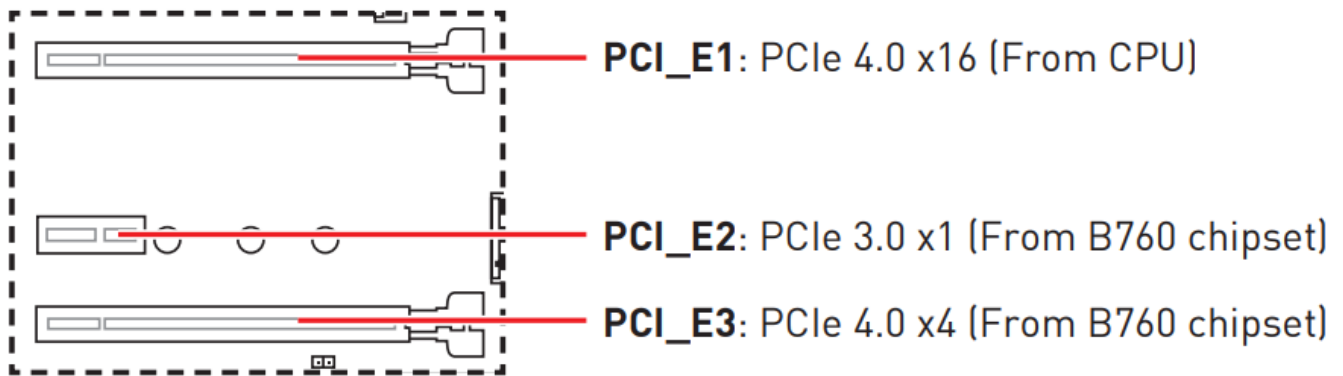 PCI_E1: PCIe 4.0 x16 (From CPU)
PCI_E2: PCIe 3.0 x1 (From B760 chipset)
PCI_E3: PCIe 4.0 x4 (From B760 chipset)